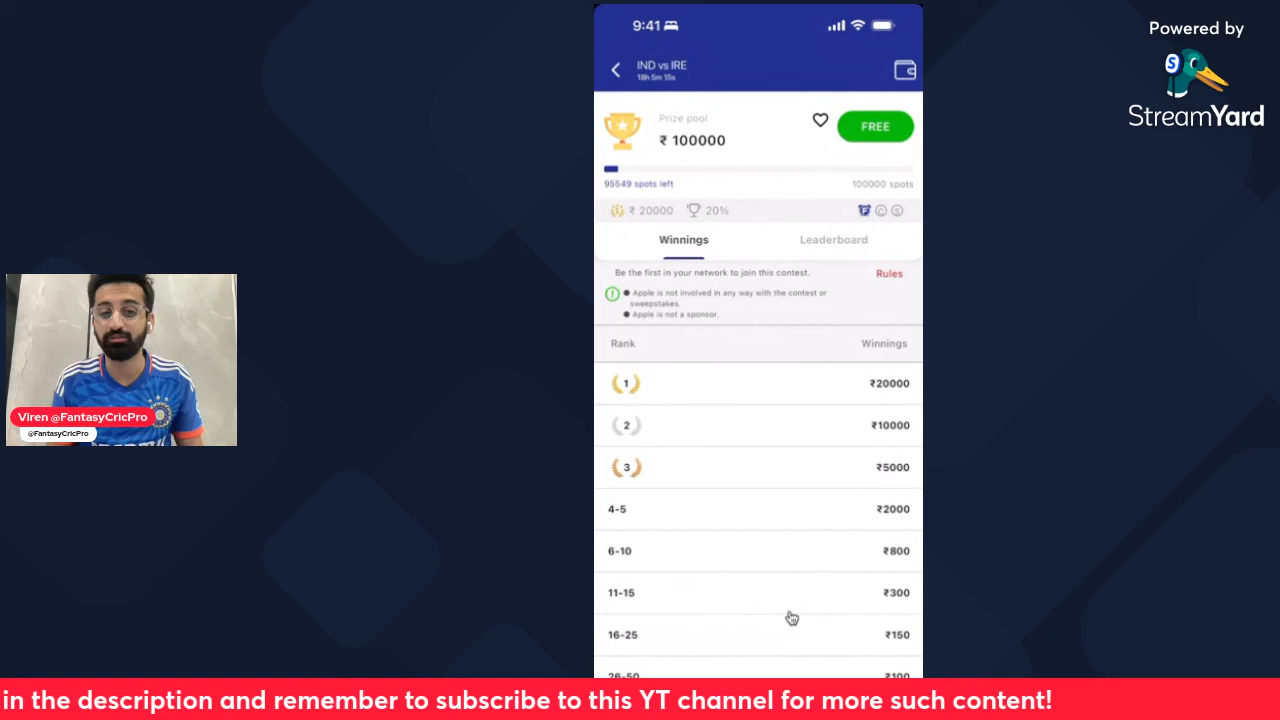 Powered by
StreamYard
9:41
IND vs IRE
18h 5m 15s
Prize pool
₹ 100000
FREE
95549 spots left
100000 spots
₹ 20000
20%
F
C
S
Winnings
Leaderboard
Be the first in your network to join this contest.
Rules
Apple is not involved in any way with the contest or
sweepstakes.
Apple is not a sponsor.
Rank
Winnings
1
₹20000
2
₹10000
3
₹5000
4-5
₹2000
6-10
₹800
11-15
₹300
16-25
₹150
26-50
₹100
Viren @FantasyCricPro
@FantasyCricPro
in the description and remember to subscribe to this YT channel for more such content!